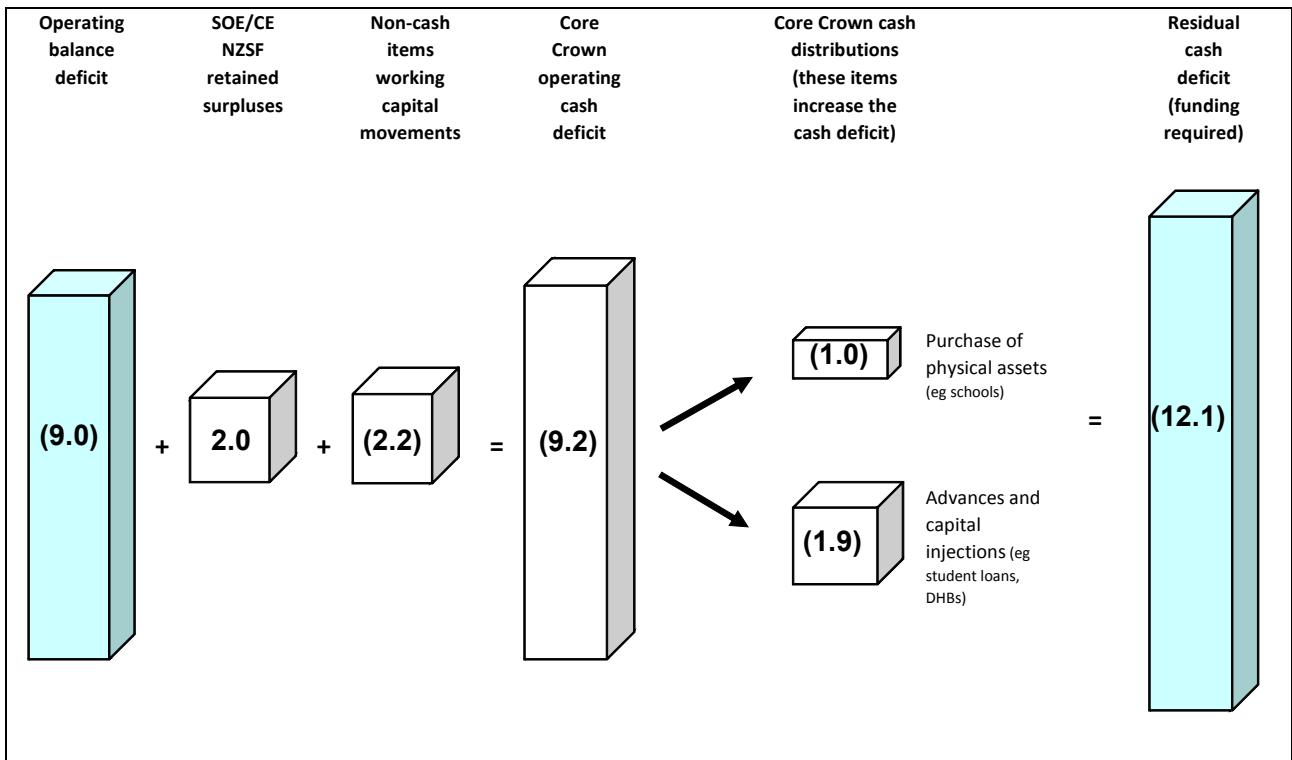 Operating
balance
deficit
SOE/CE
NZSF
retained
surpluses
Non-cash
items
working
capital
movements
Core
Crown
operating
cash
deficit
Core Crown cash
distributions
(these items
increase the
cash deficit)
Residual
cash
deficit
(funding
required)
(9.0)
+
2.0
+
(2.2)
=
(9.2)
(1.0)
Purchase of
physical assets
(eg schools)
(1.9)
Advances and
capital
injections (eg
student loans,
DHBs)
=
(12.1)